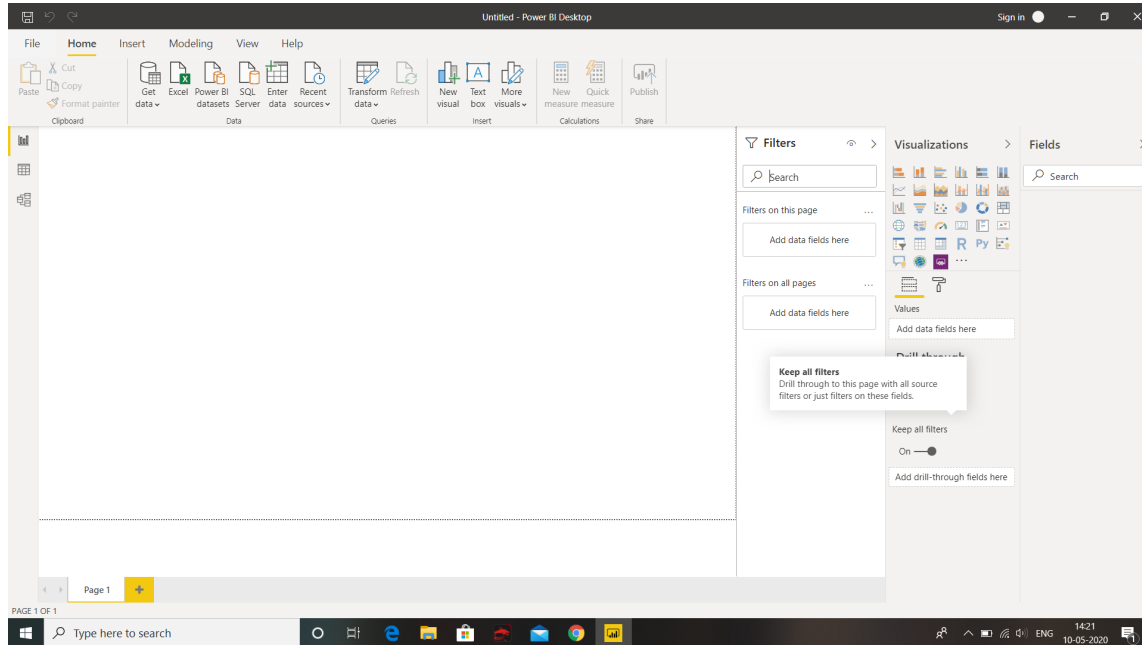 Untitled - Power BI Desktop
Sign in
File Home Insert Modeling View Help
Paste
Cut
Copy
Format painter
Clipboard
Get data
Excel
Power BI datasets
SQL Server
Enter data
Recent sources
Data
Transform data
Refresh
Queries
New visual
A
Text box
More visuals
Insert
New measure
Quick measure
Calculations
Publish
Share
Filters
Search
Filters on this page ...
Add data fields here
Filters on all pages ...
Add data fields here
Visualizations
R Py
...
Values
Add data fields here
Drill through
Keep all filters
Drill through to this page with all source
filters or just filters on these fields.
Keep all filters
On
Add drill-through fields here
Fields
Search
Page 1
+
PAGE 1 OF 1
Type here to search
ENG
14:21
10-05-2020
1